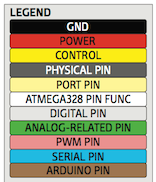 LEGEND
GND
POWER
CONTROL
PHYSICAL PIN
PORT PIN
ATMEGA328 PIN FUNC
DIGITAL PIN
ANALOG-RELATED PIN
PWM PIN
SERIAL PIN
ARDUINO PIN